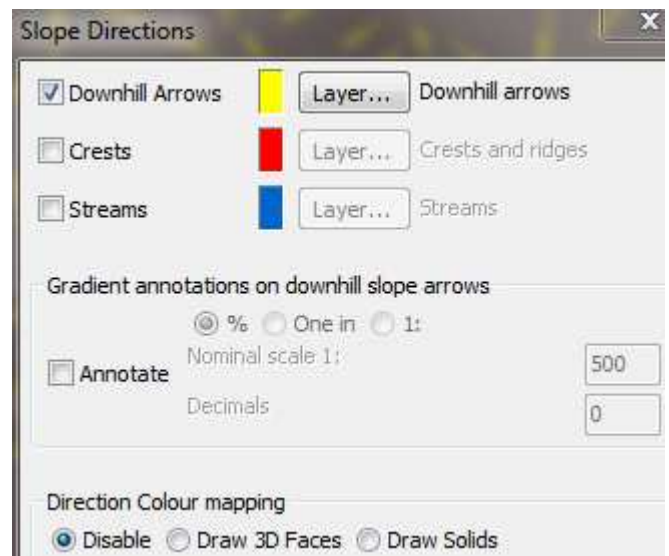 Slope Directions
x
Downhill Arrows Layer... Downhill arrows
Crests Layer... Crests and ridges
Streams Layer... Streams
Gradient annotations on downhill slope arrows
% One in 1:
Nominal scale 1: 500
Annotate
Decimals 0
Direction Colour mapping
Disable Draw 3D Faces Draw Solids